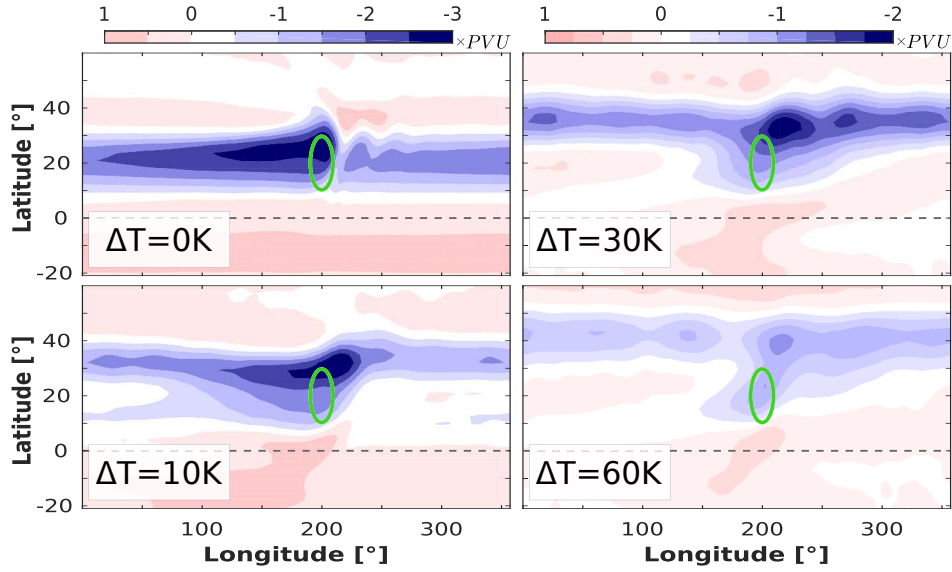 1 0 -1 -2 -3 ×PVU
1 0 -1 -2 ×PVU
Latitude [°]
40
20
0
-20
ΔT=0K
ΔT=30K
Latitude [°]
40
20
0
-20
ΔT=10K
ΔT=60K
100 200 300
100 200 300
Longitude [°]
Longitude [°]